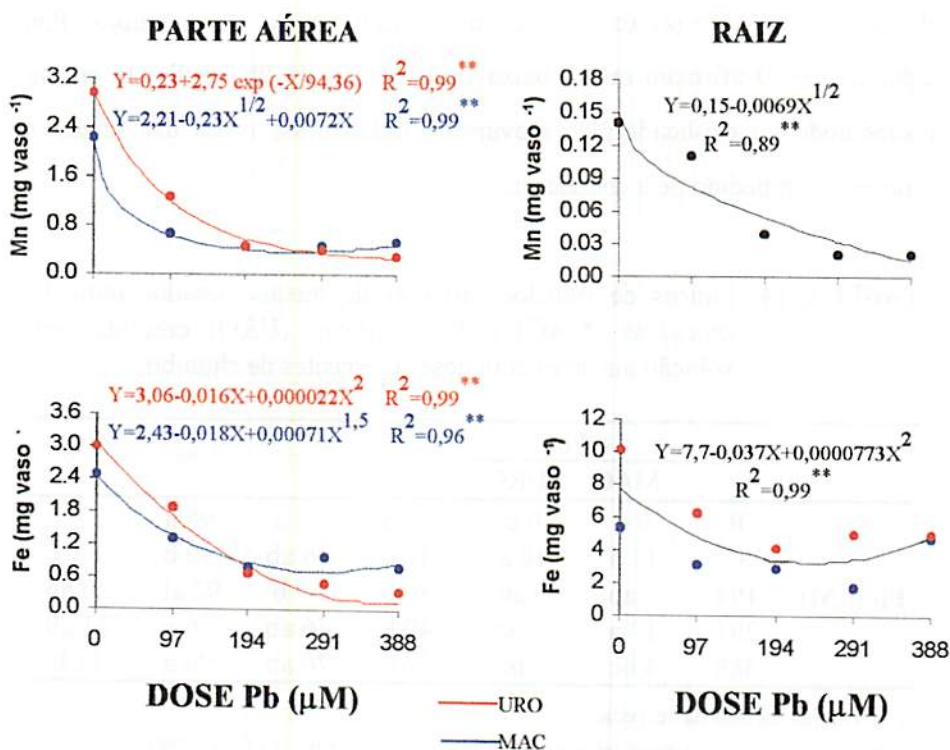 PARTE AÉREA
Mn (mg vaso -1)
3.2
2.4
1.6
0.8
0.0
Y=0,23+2,75 exp (-X/94,36) R2=0,99**
Y=2,21-0,23X1/2+0,0072X R2=0,99**
RAIZ
Mn (mg vaso -1)
0.18
0.15
0.12
0.09
0.06
0.03
0.00
Y=0,15-0,0069X1/2
R2=0,89**
Fe (mg vaso
3.6
3.0
2.4
1.8
1.2
0.6
0.0
Y=3,06-0,016X+0,000022X2 R2=0,99**
Y=2,43-0,018X+0,00071X1,5 R2=0,96**
0 97 194 291 388
DOSE Pb (µM)
Fe (mg vaso -1)
12
10
8
6
4
2
0
Y=7,7-0,037X+0,0000773X2
R2=0,99**
0 97 194 291 388
DOSE Pb (µM)
URO
MAC